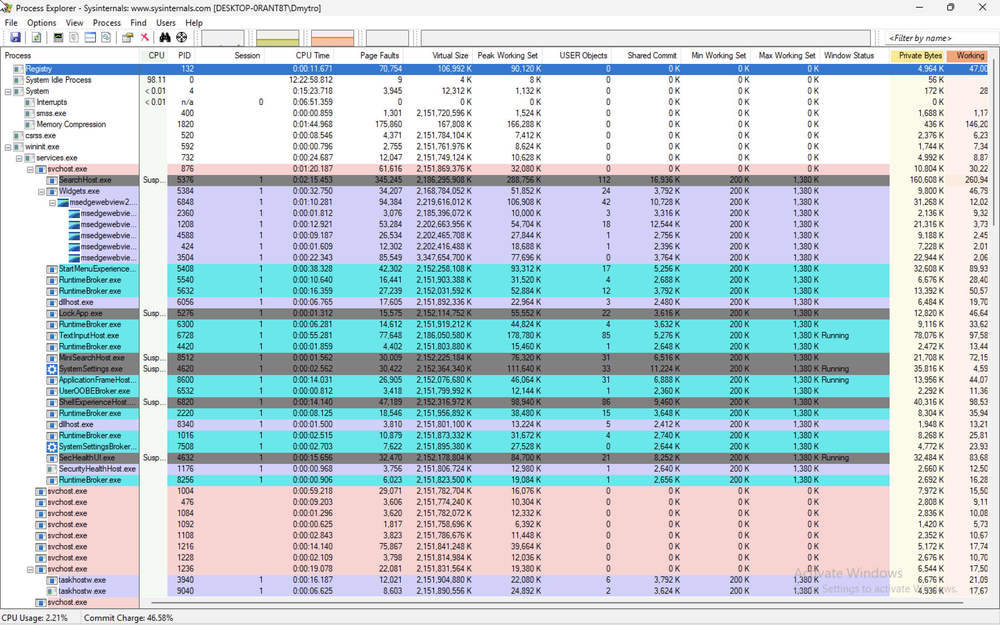 Process Explorer - Sysinternals: www.sysinternals.com [DESKTOP-0RANT8T\Dmytro]
File Options View Process Find Users Help
<Filter by name>
Process CPU PID Session CPU Time Page Faults Virtual Size Peak Working Set USER Objects Shared Commit Min Working Set Max Working Set Window Status Private Bytes Working
Registry 132 0:00:11.671 70,754 106,992 K 90,120 K 0 0 K 0 K 0 K 4,964 K 47,00
System Idle Process 98.11 0 12:22:58.812 9 4 K 8 K 0 0 K 0 K 0 K 56 K
System < 0.01 4 0:15:23.718 3,945 12,312 K 1,132 K 0 0 K 0 K 0 K 172 K 28
Interrupts < 0.01 n/a 0 0:06:51.359 0 0 K 0 K 0 0 K 0 K 0 K 0 K
smss.exe 400 0:00:00.859 1,301 2,151,720,596 K 1,524 K 0 0 K 0 K 0 K 1,688 K 1,17
Memory Compression 1820 0:01:44.968 175,860 167,808 K 166,288 K 0 0 K 0 K 0 K 436 K 146,20
csrss.exe 520 0:00:08.546 4,371 2,151,784,104 K 7,412 K 0 0 K 0 K 0 K 2,376 K 6,23
wininit.exe 592 0:00:00.796 2,755 2,151,761,976 K 8,624 K 0 0 K 0 K 0 K 1,744 K 7,34
services.exe 732 0:00:24.687 12,047 2,151,749,124 K 10,628 K 0 0 K 0 K 0 K 4,992 K 8,87
svchost.exe 876 0:01:20.187 61,616 2,151,869,376 K 32,080 K 0 0 K 0 K 0 K 10,804 K 30,22
SearchHost.exe Susp... 5376 1 0:02:15.453 345,245 2,186,295,908 K 288,756 K 112 16,936 K 200 K 1,380 K 160,608 K 260,94
Widgets.exe 5384 1 0:00:32.750 34,207 2,168,784,052 K 51,852 K 24 3,792 K 200 K 1,380 K 9,800 K 46,79
msedgewebview2.... 6848 1 0:01:10.281 94,384 2,219,616,012 K 106,908 K 42 10,728 K 200 K 1,380 K 31,268 K 12,02
msedgewebvie... 2360 1 0:00:01.812 3,076 2,185,396,072 K 10,000 K 3 3,316 K 200 K 1,380 K 2,136 K 9,32
msedgewebvie... 1208 1 0:00:12.921 53,284 2,202,663,956 K 54,704 K 18 12,544 K 200 K 1,380 K 21,316 K 3,73
msedgewebvie... 4588 1 0:00:09.187 26,534 2,202,465,708 K 27,844 K 1 2,756 K 200 K 1,380 K 9,188 K 2,45
msedgewebvie... 424 1 0:00:01.609 12,302 2,202,416,488 K 18,688 K 1 2,396 K 200 K 1,380 K 7,228 K 2,01
msedgewebvie... 3504 1 0:00:22.343 85,549 3,347,654,700 K 77,696 K 0 3,764 K 200 K 1,380 K 22,944 K 2,06
StartMenuExperience... 5408 1 0:00:38.328 42,302 2,152,258,108 K 93,312 K 17 5,256 K 200 K 1,380 K 32,608 K 89,93
RuntimeBroker.exe 5540 1 0:00:10.640 16,441 2,151,903,388 K 31,520 K 4 2,688 K 200 K 1,380 K 6,676 K 28,40
RuntimeBroker.exe 5632 1 0:00:16.359 27,239 2,152,031,592 K 52,884 K 12 3,792 K 200 K 1,380 K 13,392 K 50,57
dllhost.exe 6056 1 0:00:06.765 17,605 2,151,892,336 K 22,964 K 3 2,480 K 200 K 1,380 K 6,484 K 19,70
LockApp.exe Susp... 5276 1 0:00:01.312 15,575 2,152,114,752 K 55,552 K 22 3,616 K 200 K 1,380 K 12,820 K 46,64
RuntimeBroker.exe 6300 1 0:00:06.281 14,612 2,151,919,212 K 44,824 K 4 3,632 K 200 K 1,380 K 9,116 K 33,62
TextInputHost.exe 6728 1 0:00:55.281 77,648 2,186,050,580 K 178,780 K 85 5,276 K 200 K 1,380 K Running 78,076 K 97,58
RuntimeBroker.exe 4420 1 0:00:01.859 4,402 2,151,803,880 K 15,460 K 1 2,648 K 200 K 1,380 K 2,472 K 13,44
MiniSearchHost.exe Susp... 8512 1 0:00:01.562 30,009 2,152,225,184 K 76,320 K 31 6,516 K 200 K 1,380 K 21,708 K 72,15
SystemSettings.exe Susp... 4620 1 0:00:02.562 30,422 2,152,364,340 K 111,640 K 33 11,224 K 200 K 1,380 K Running 35,816 K 4,59
ApplicationFrameHost... 8600 1 0:00:14.031 26,905 2,152,076,680 K 46,064 K 31 6,888 K 200 K 1,380 K Running 13,956 K 44,07
UserOOBEBroker.exe 6532 1 0:00:00.812 3,418 2,151,799,992 K 12,144 K 1 2,360 K 200 K 1,380 K 2,292 K 11,36
ShellExperienceHost.... Susp... 6820 1 0:00:14.140 47,189 2,152,316,972 K 98,940 K 86 9,460 K 200 K 1,380 K 40,316 K 98,53
RuntimeBroker.exe 2220 1 0:00:08.125 18,546 2,151,956,892 K 38,480 K 15 3,648 K 200 K 1,380 K 8,304 K 35,94
dllhost.exe 8340 1 0:00:01.500 3,810 2,151,801,100 K 13,224 K 5 2,412 K 200 K 1,380 K 1,948 K 13,21
RuntimeBroker.exe 1016 1 0:00:02.515 10,879 2,151,873,332 K 31,672 K 4 2,740 K 200 K 1,380 K 8,268 K 25,81
SystemSettingsBroker... 7508 1 0:00:02.703 7,622 2,151,895,380 K 27,528 K 0 2,644 K 200 K 1,380 K 4,772 K 23,93
SecHealthUI.exe Susp... 4632 1 0:00:15.656 32,470 2,152,178,804 K 84,700 K 21 8,252 K 200 K 1,380 K Running 32,484 K 83,68
SecurityHealthHost.exe 1176 1 0:00:00.968 3,756 2,151,806,724 K 12,980 K 1 2,640 K 200 K 1,380 K 2,660 K 12,50
RuntimeBroker.exe 8256 1 0:00:00.906 6,023 2,151,823,500 K 19,084 K 1 2,656 K 200 K 1,380 K 2,692 K 16,28
svchost.exe 1004 0:00:59.218 29,071 2,151,782,704 K 16,076 K 0 0 K 0 K 0 K 7,972 K 15,50
svchost.exe 476 0:00:09.203 3,606 2,151,774,240 K 10,304 K 0 0 K 0 K 0 K 2,808 K 9,11
svchost.exe 1084 0:00:01.296 3,620 2,151,782,072 K 12,332 K 0 0 K 0 K 0 K 2,836 K 10,08
svchost.exe 1092 0:00:00.625 1,817 2,151,758,696 K 6,392 K 0 0 K 0 K 0 K 1,420 K 5,73
svchost.exe 1108 0:00:02.843 3,823 2,151,786,676 K 11,448 K 0 0 K 0 K 0 K 2,352 K 10,67
svchost.exe 1216 0:00:14.140 75,867 2,151,841,248 K 39,664 K 0 0 K 0 K 0 K 5,172 K 17,74
svchost.exe 1228 0:00:02.109 3,798 2,151,814,984 K 12,036 K 0 0 K 0 K 0 K 2,676 K 10,70
svchost.exe 1236 0:00:19.078 22,081 2,151,831,564 K 19,380 K 0 0 K 0 K 0 K 6,544 K 17,50
Activate Windows
taskhostw.exe 3940 1 0:00:16.187 12,021 2,151,904,880 K 22,080 K 6 3,792 K 200 K 1,380 K 6,676 K 21,09
Go to Settings to activate Windows.
taskhostw.exe 9040 1 0:00:06.625 8,603 2,151,890,556 K 24,892 K 2 3,624 K 200 K 1,380 K 4,936 K 17,67
svchost.exe
CPU Usage: 2.21% Commit Charge: 46.58%